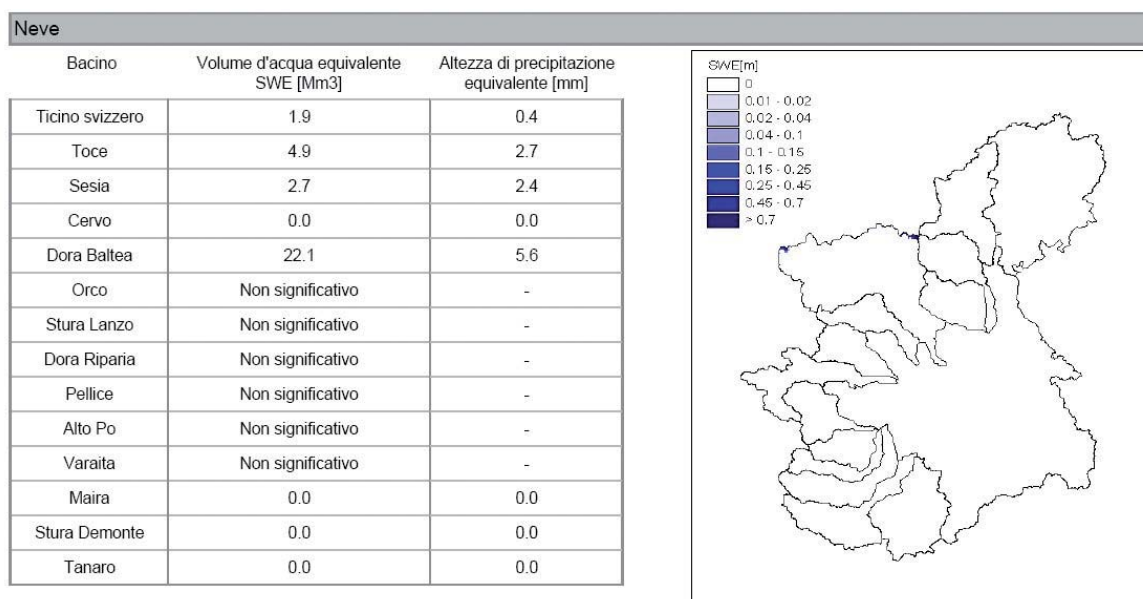 Neve
Bacino Volume d'acqua equivalente SWE [Mm3] Altezza di precipitazione equivalente [mm]
Ticino svizzero 1.9 0.4
Toce 4.9 2.7
Sesia 2.7 2.4
Cervo 0.0 0.0
Dora Baltea 22.1 5.6
Orco Non significativo -
Stura Lanzo Non significativo -
Dora Riparia Non significativo -
Pellice Non significativo -
Alto Po Non significativo -
Varaita Non significativo -
Maira 0.0 0.0
Stura Demonte 0.0 0.0
Tanaro 0.0 0.0
SWE[m]
0
0.01 - 0.02
0.02 - 0.04
0.04 - 0.1
0.1 - 0.15
0.15 - 0.25
0.25 - 0.45
0.45 - 0.7
> 0.7